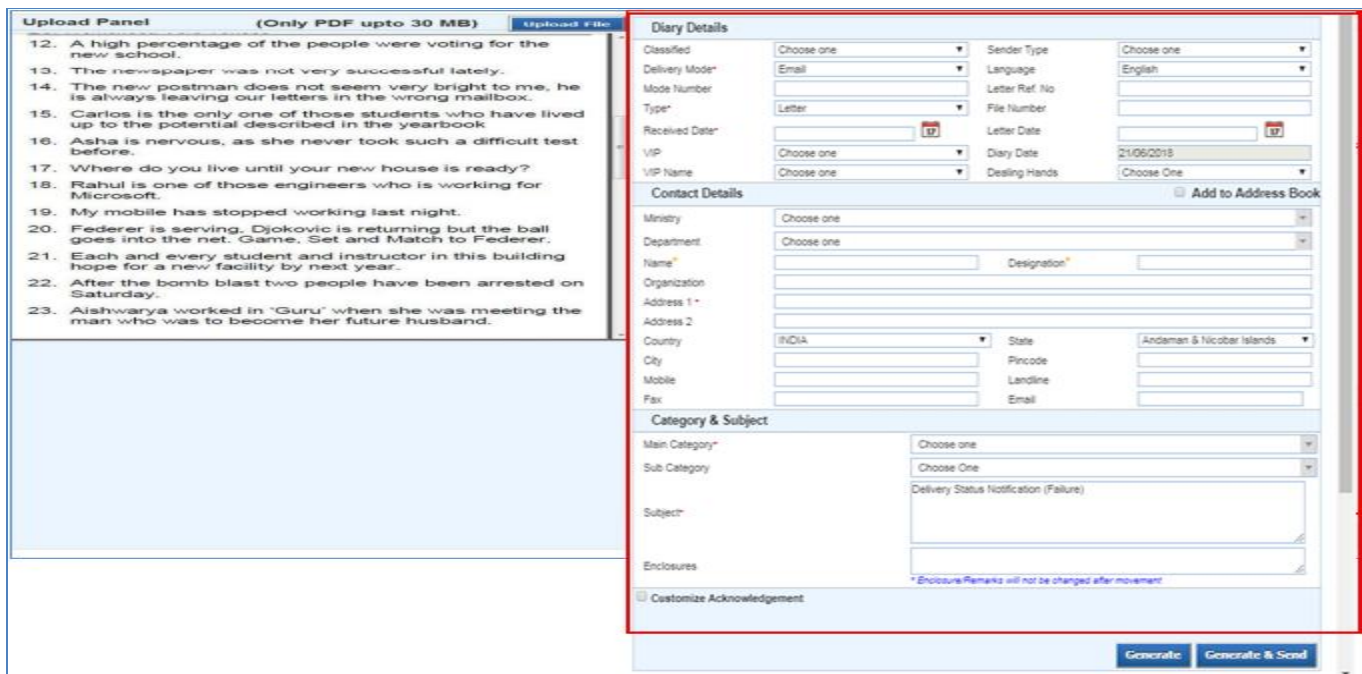 Upload Panel (Only PDF upto 30 MB) Upload File
12. A high percentage of the people were voting for the
new school.
13. The newspaper was not very successful lately.
14. The new postman does not seem very bright to me, he
is always leaving our letters in the wrong mailbox.
15. Carlos is the only one of those students who have lived
up to the potential described in the yearbook
16. Asha is nervous, as she never took such a difficult test
before.
17. Where do you live until your new house is ready?
18. Rahul is one of those engineers who is working for
Microsoft.
19. My mobile has stopped working last night.
20. Federer is serving, Djokovic is returning but the ball
goes into the net. Game, Set and Match to Federer.
21. Each and every student and instructor in this building
hope for a new facility by next year.
22. After the bomb blast two people have been arrested on
Saturday.
23. Aishwarya worked in 'Guru' when she was meeting the
man who was to become her future husband.
Diary Details
Classified Choose one Sender Type Choose one
Delivery Mode* Email Language English
Mode Number Letter Ref. No
Type* Letter File Number
Received Date* 17 Letter Date 17
VIP Choose one Diary Date 21/06/2018
VIP Name Choose one Dealing Hands Choose One
Contact Details Add to Address Book
Ministry Choose one
Department Choose one
Name* Designation*
Organization
Address 1 *
Address 2
Country INDIA State Andaman & Nicobar Islands
City Pincode
Mobile Landline
Fax Email
Category & Subject
Main Category* Choose one
Sub Category Choose One
Subject* Delivery Status Notification (Failure)
Enclosures
* Enclosure/Remarks will not be changed after movement
Customize Acknowledgement
Generate Generate & Send